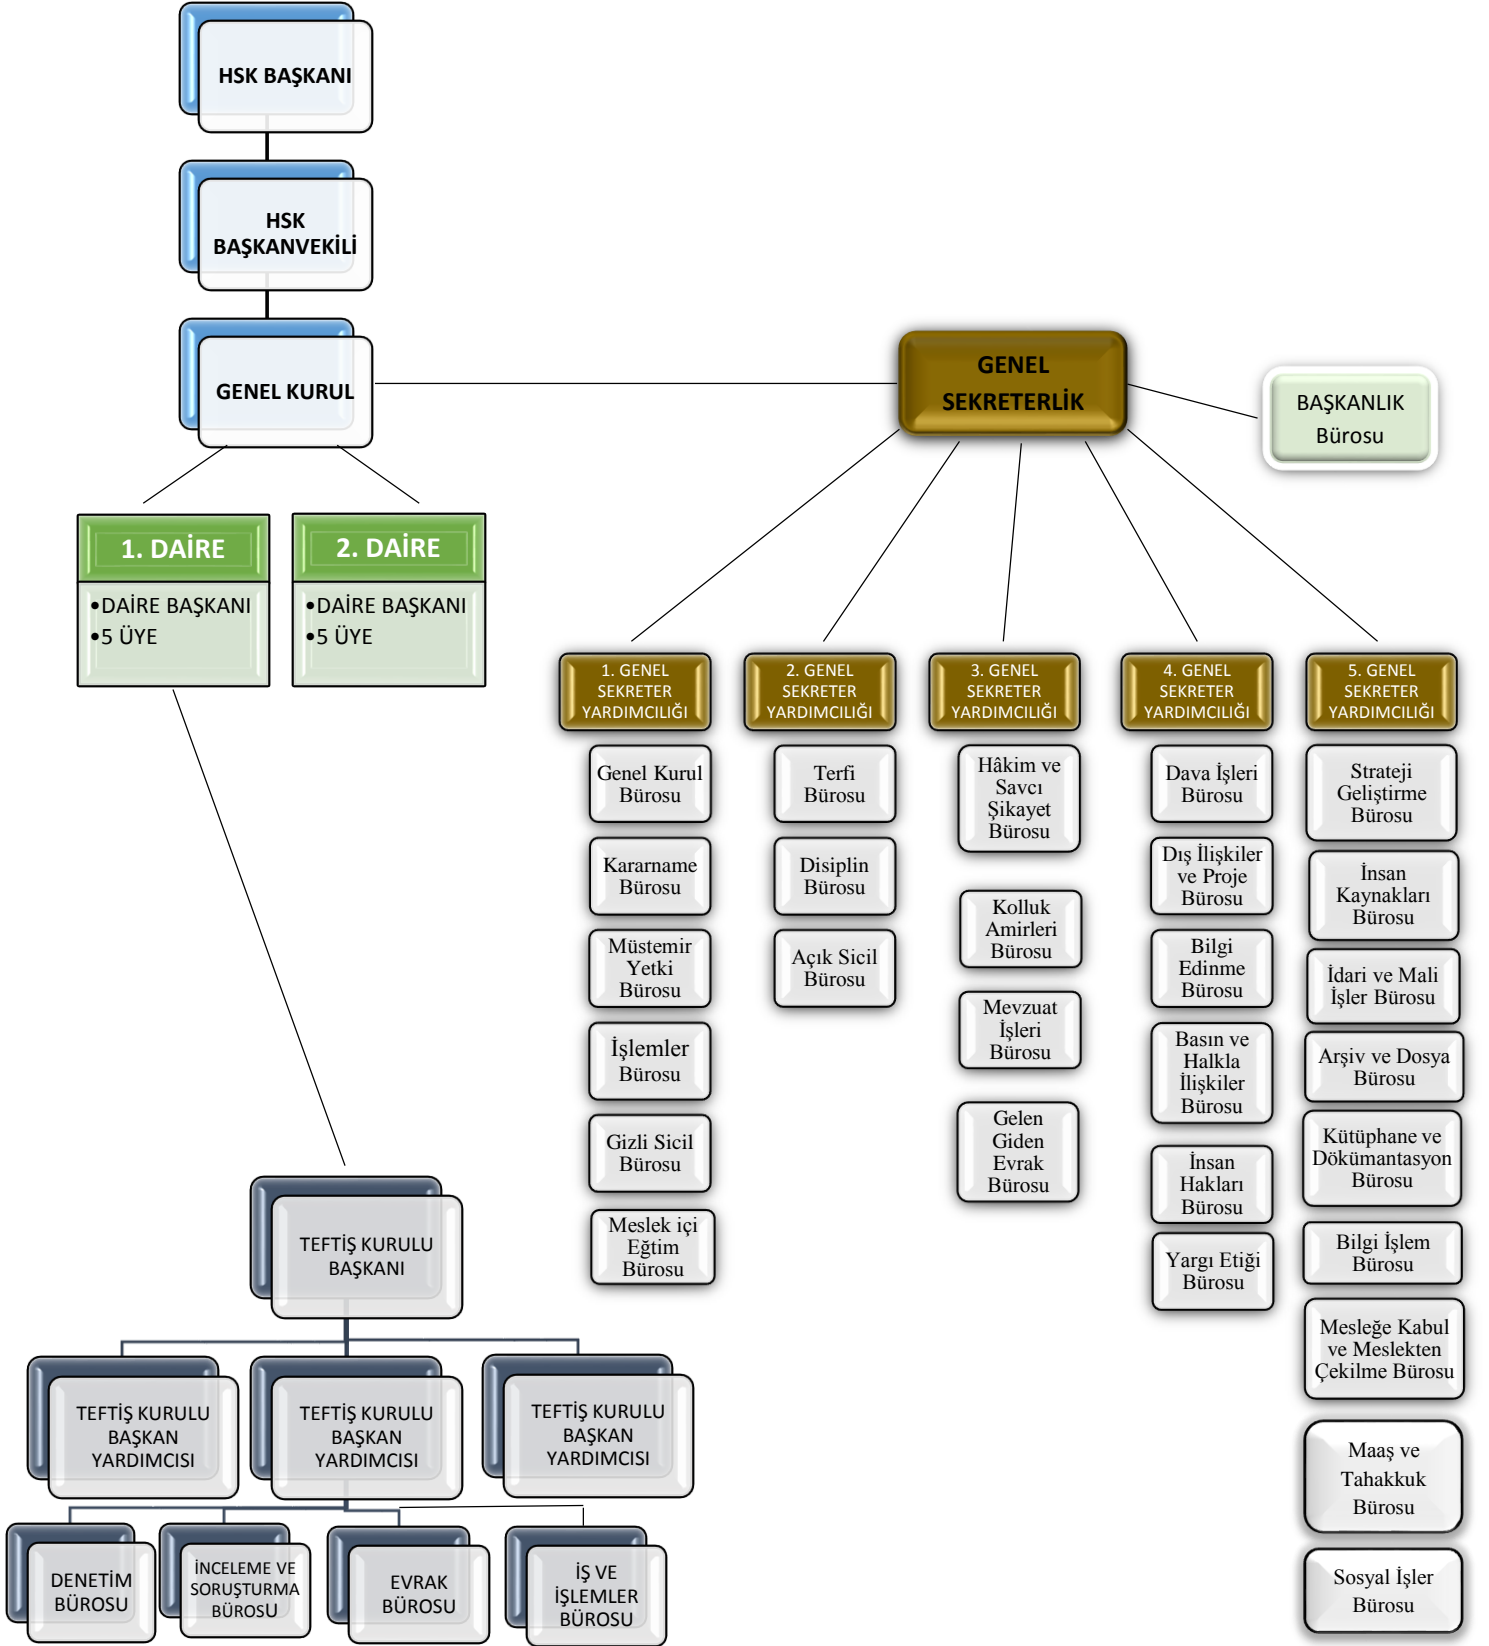 HSK BAŞKANI
HSK
BAŞKANVEKİLİ
GENEL KURUL
GENEL
SEKRETERLİK
BAŞKANLIK
Bürosu
1. DAİRE
•DAİRE BAŞKANI
•5 ÜYE
2. DAİRE
•DAİRE BAŞKANI
•5 ÜYE
1. GENEL
SEKRETER
YARDIMCILIĞI
Genel Kurul
Bürosu
Kararname
Bürosu
Müstemir
Yetki
Bürosu
İşlemler
Bürosu
Gizli Sicil
Bürosu
Meslek içi
Eğtim
Bürosu
2. GENEL
SEKRETER
YARDIMCILIĞI
Terfi
Bürosu
Disiplin
Bürosu
Açık Sicil
Bürosu
3. GENEL
SEKRETER
YARDIMCILIĞI
Hâkim ve
Savcı
Şikayet
Bürosu
Kolluk
Amirleri
Bürosu
Mevzuat
İşleri
Bürosu
Gelen
Giden
Evrak
Bürosu
4. GENEL
SEKRETER
YARDIMCILIĞI
Dava İşleri
Bürosu
Dış İlişkiler
ve Proje
Bürosu
Bilgi
Edinme
Bürosu
Basın ve
Halkla
İlişkiler
Bürosu
İnsan
Hakları
Bürosu
Yargı Etiği
Bürosu
5. GENEL
SEKRETER
YARDIMCILIĞI
Strateji
Geliştirme
Bürosu
İnsan
Kaynakları
Bürosu
İdari ve Mali
İşler Bürosu
Arşiv ve Dosya
Bürosu
Kütüphane ve
Dökümantasyon
Bürosu
Bilgi İşlem
Bürosu
Mesleğe Kabul
ve Meslekten
Çekilme Bürosu
Maaş ve
Tahakkuk
Bürosu
Sosyal İşler
Bürosu
TEFTİŞ KURULU
BAŞKANI
TEFTİŞ KURULU
BAŞKAN
YARDIMCISI
TEFTİŞ KURULU
BAŞKAN
YARDIMCISI
TEFTİŞ KURULU
BAŞKAN
YARDIMCISI
DENETİM
BÜROSU
İNCELEME VE
SORUŞTURMA
BÜROSU
EVRAK
BÜROSU
İŞ VE
İŞLEMLER
BÜROSU